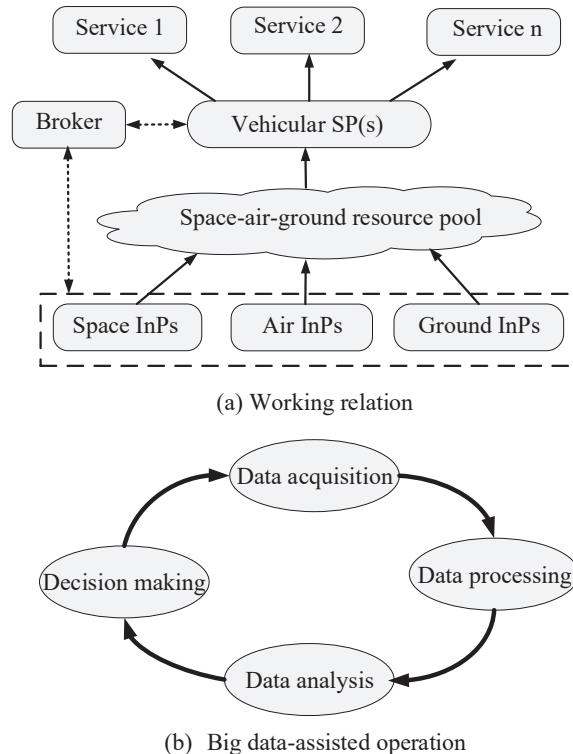 Service 1
Service 2
Service n
Broker
Vehicular SP(s)
Space-air-ground resource pool
Space InPs
Air InPs
Ground InPs
(a) Working relation
Data acquisition
Decision making
Data processing
Data analysis
(b) Big data-assisted operation